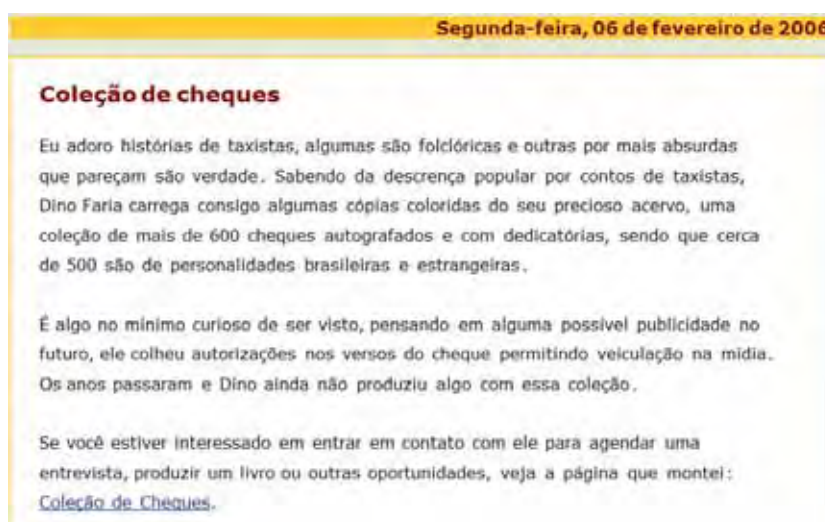 Segunda-feira, 06 de fevereiro de 2006
Coleção de cheques
Eu adoro histórias de taxistas, algumas são folclóricas e outras por mais absurdas
que pareçam são verdade. Sabendo da descrença popular por contos de taxistas,
Dino Faria carrega consigo algumas cópias coloridas do seu precioso acervo, uma
coleção de mais de 600 cheques autografados e com dedicatórias, sendo que cerca
de 500 são de personalidades brasileiras e estrangeiras.
É algo no mínimo curioso de ser visto, pensando em alguma possível publicidade no
futuro, ele colheu autorizações nos versos do cheque permitindo veiculação na mídia.
Os anos passaram e Dino ainda não produziu algo com essa coleção.
Se você estiver interessado em entrar em contato com ele para agendar uma
entrevista, produzir um livro ou outras oportunidades, veja a página que montei:
Coleção de Cheques.